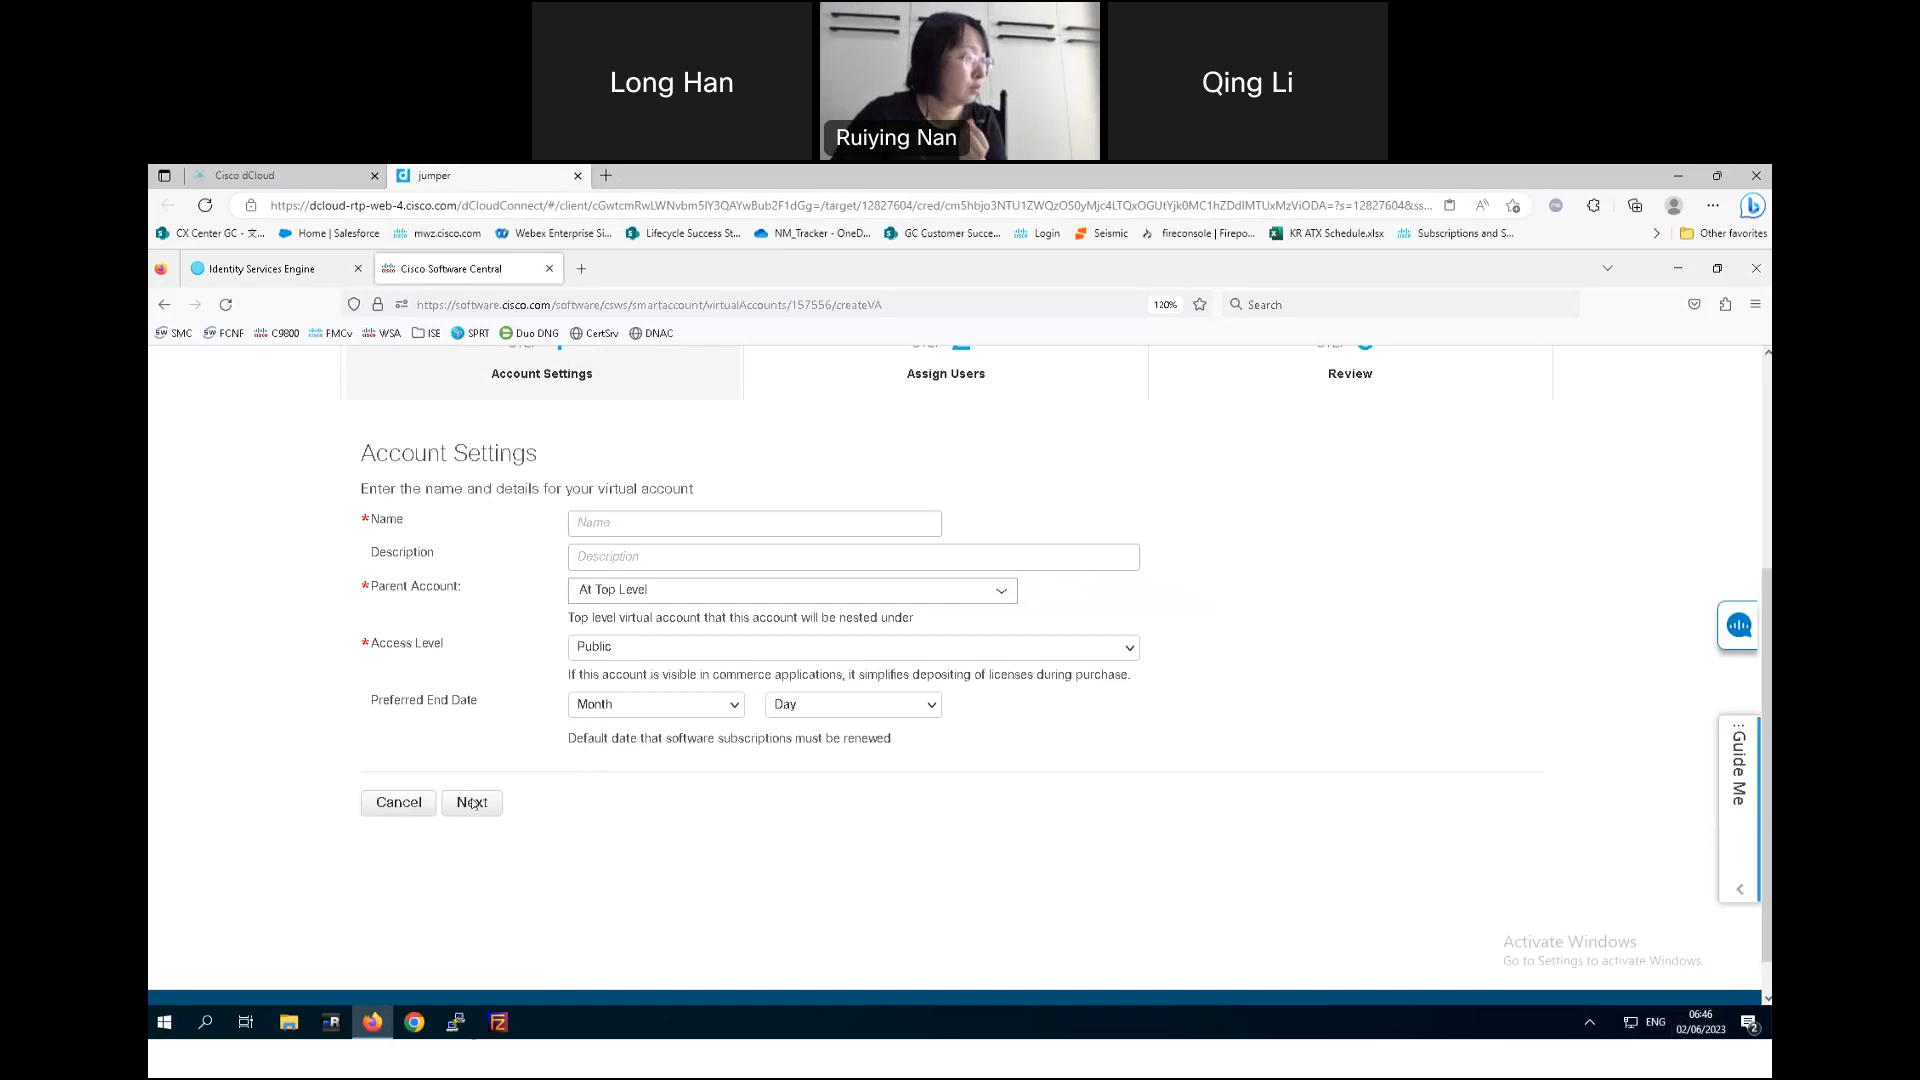 Long Han
Ruiying Nan
Qing Li
Cisco dCloud
jumper
https://dcloud-rtp-web-4.cisco.com/dCloudConnect/#/client/
CX Center GC - 文...
Home | Salesforce
mwz.cisco.com
Webex Enterprise Si...
Lifecycle Success St...
NM_Tracker - OneD...
GC Customer Succe...
Login
Seismic
fireconsole | Firepo...
KR ATX Schedule.xlsx
Subscriptions and S...
Other favorites
Identity Services Engine
Cisco Software Central
https://software.cisco.com/software/csws/smartaccount/virtualAccounts/157556/createVA
120%
Search
SMC
FCNF
C9800
FMCv
WSA
ISE
SPRT
Duo DNG
CertSrv
DNAC
Account Settings
Assign Users
Review
Account Settings
Enter the name and details for your virtual account
*Name
Name
Description
Description
*Parent Account:
At Top Level
Top level virtual account that this account will be nested under
*Access Level
Public
If this account is visible in commerce applications, it simplifies depositing of licenses during purchase.
Preferred End Date
Month
Day
Default date that software subscriptions must be renewed
Cancel
Next
Guide Me
Activate Windows
Go to Settings to activate Windows.
ENG
06:46
02/06/2023
2